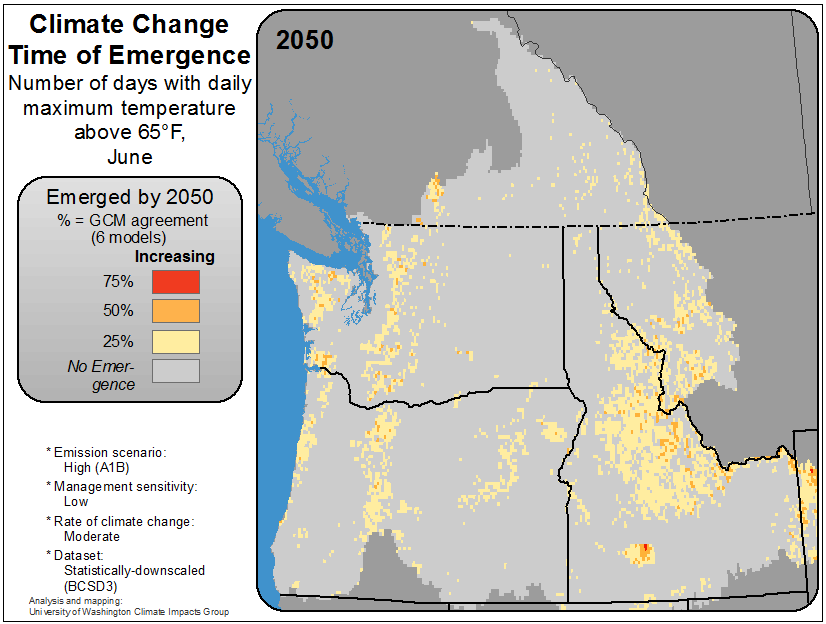 Climate Change
Time of Emergence
Number of days with daily
maximum temperature
above 65°F,
June
2050
Emerged by 2050
% = GCM agreement
(6 models)
Increasing
75%
50%
25%
No Emer-
gence
* Emission scenario:
High (A1B)
* Management sensitivity:
Low
* Rate of climate change:
Moderate
* Dataset:
Statistically-downscaled
(BCSD3)
Analysis and mapping:
University of Washington Climate Impacts Group